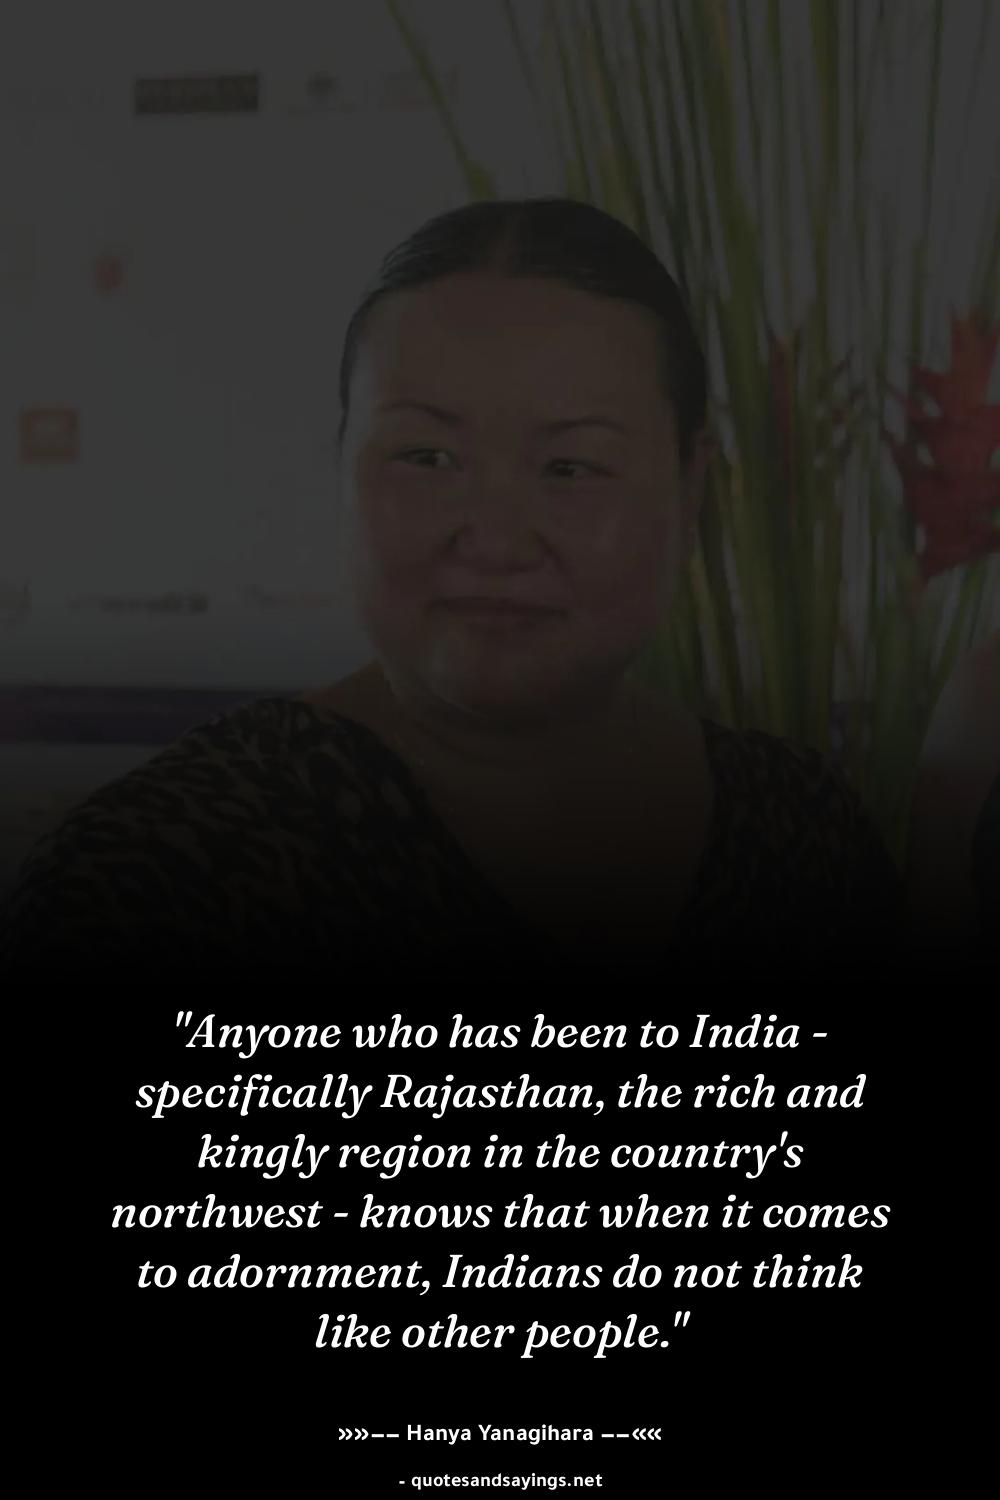 "Anyone who has been to India -
specifically Rajasthan, the rich and
kingly region in the country's
northwest - knows that when it comes
to adornment, Indians do not think
like other people."
»»−− Hanya Yanagihara −−««
- quotesandsayings.net